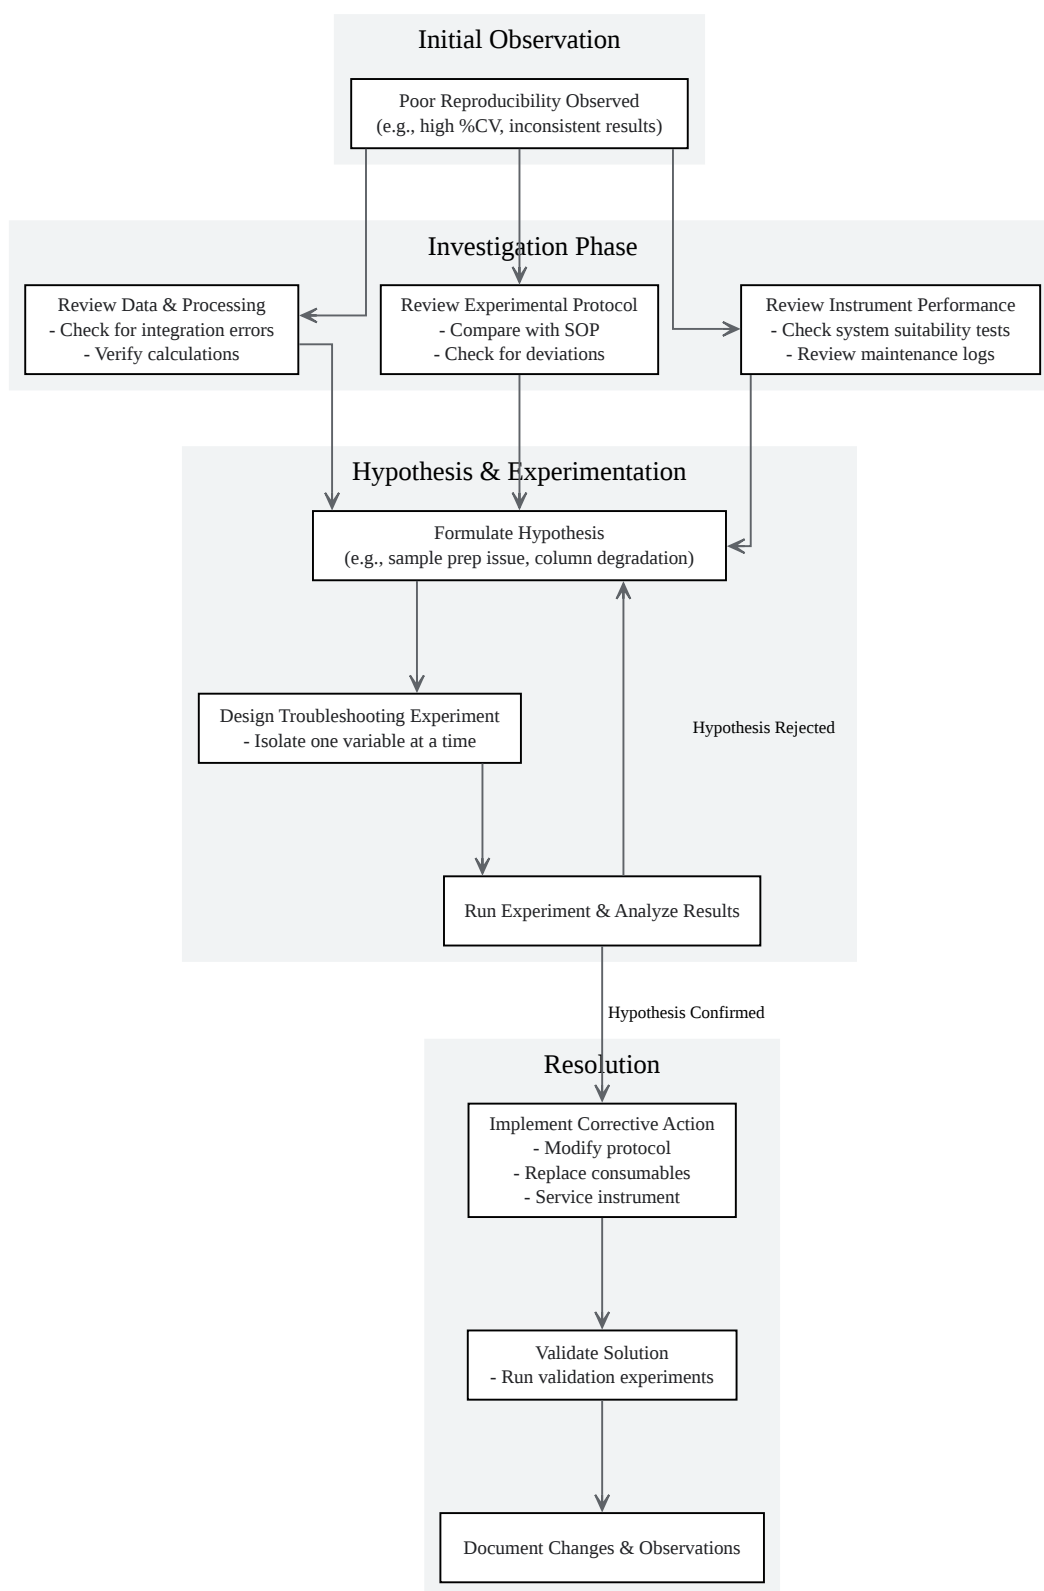 Initial Observation
Poor Reproducibility Observed
(e.g., high %CV, inconsistent results)
Investigation Phase
Review Data & Processing
- Check for integration errors
- Verify calculations
Review Experimental Protocol
- Compare with SOP
- Check for deviations
Review Instrument Performance
- Check system suitability tests
- Review maintenance logs
Hypothesis & Experimentation
Formulate Hypothesis
(e.g., sample prep issue, column degradation)
Design Troubleshooting Experiment
- Isolate one variable at a time
Hypothesis Rejected
Run Experiment & Analyze Results
Hypothesis Confirmed
Resolution
Implement Corrective Action
- Modify protocol
- Replace consumables
- Service instrument
Validate Solution
- Run validation experiments
Document Changes & Observations